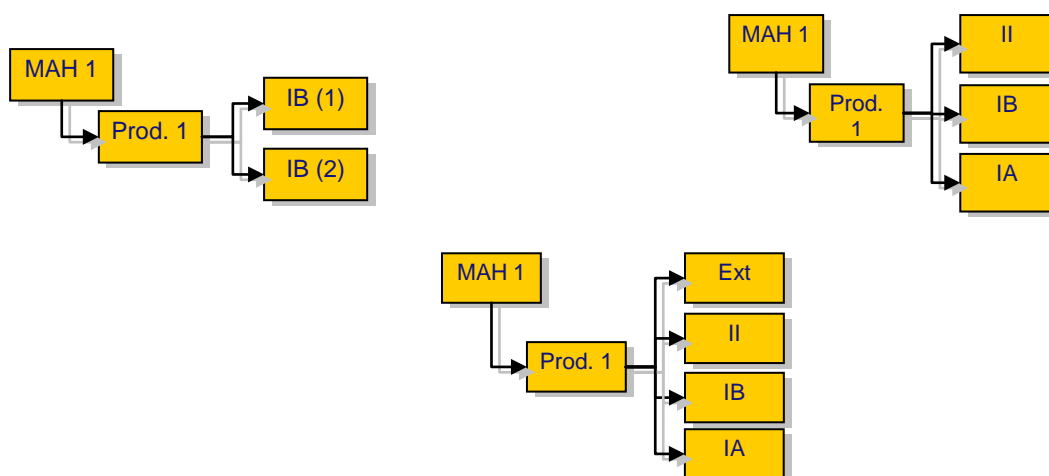 MAH 1
Prod. 1
IB (1)
IB (2)
MAH 1
Prod.
1
II
IB
IA
MAH 1
Prod. 1
Ext
II
IB
IA